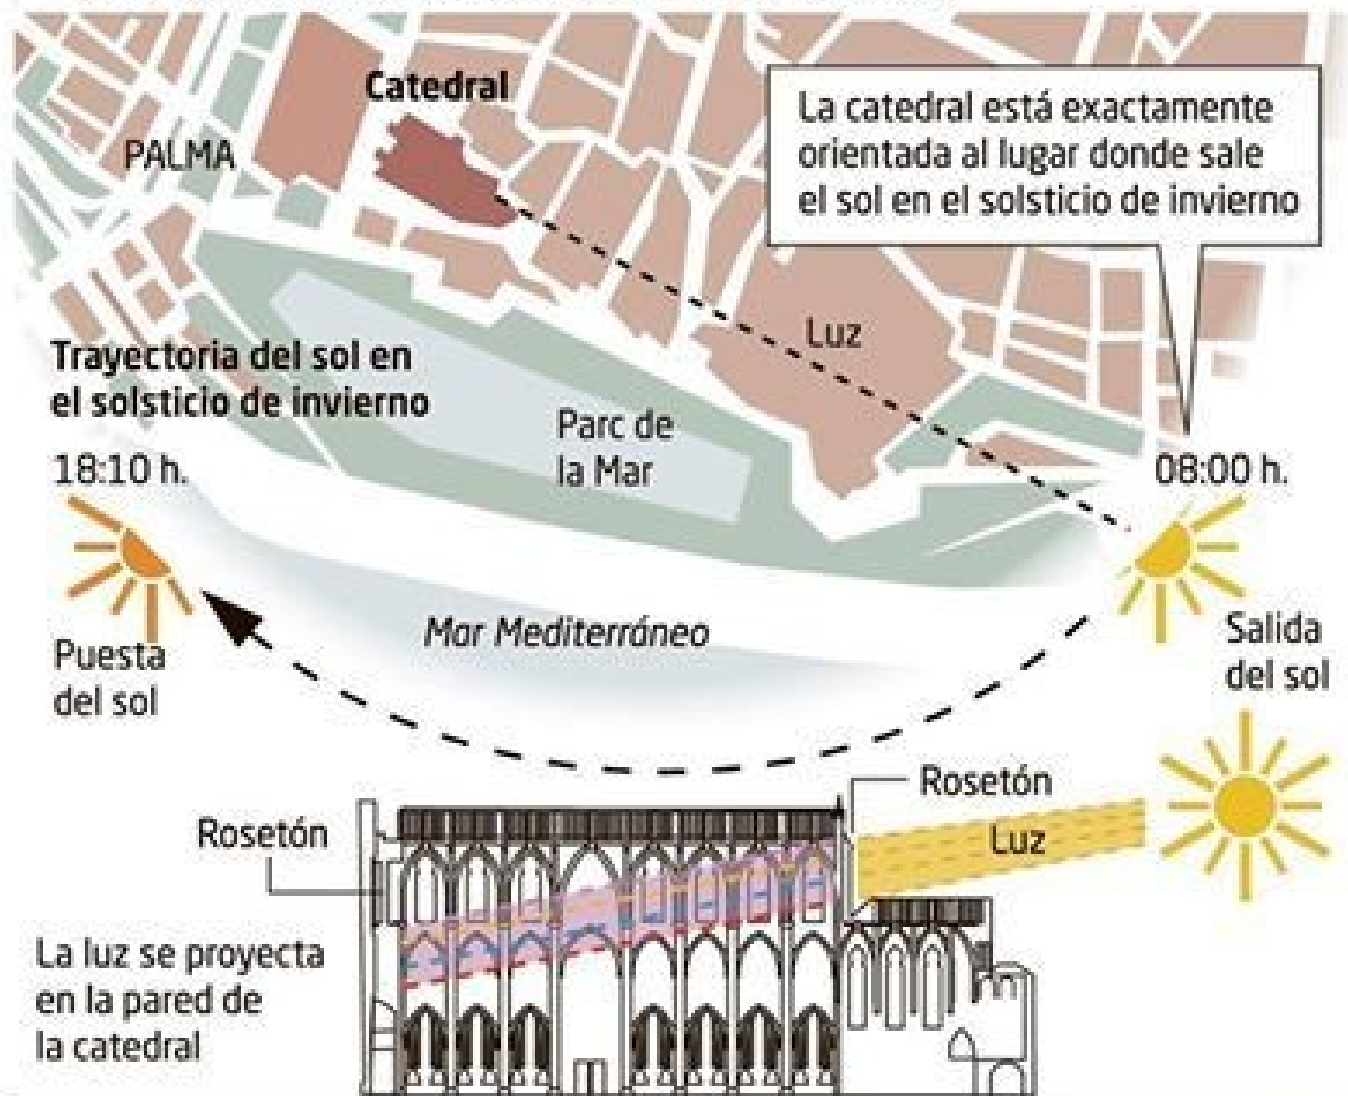 Catedral
PALMA
La catedral está exactamente
orientada al lugar donde sale
el sol en el solsticio de invierno
Luz
Trayectoria del sol en
el solsticio de invierno
Parc de
la Mar
18:10 h.
08:00 h.
Mar Mediterráneo
Puesta
del sol
Salida
del sol
Rosetón
Luz
Rosetón
La luz se proyecta
en la pared de
la catedral